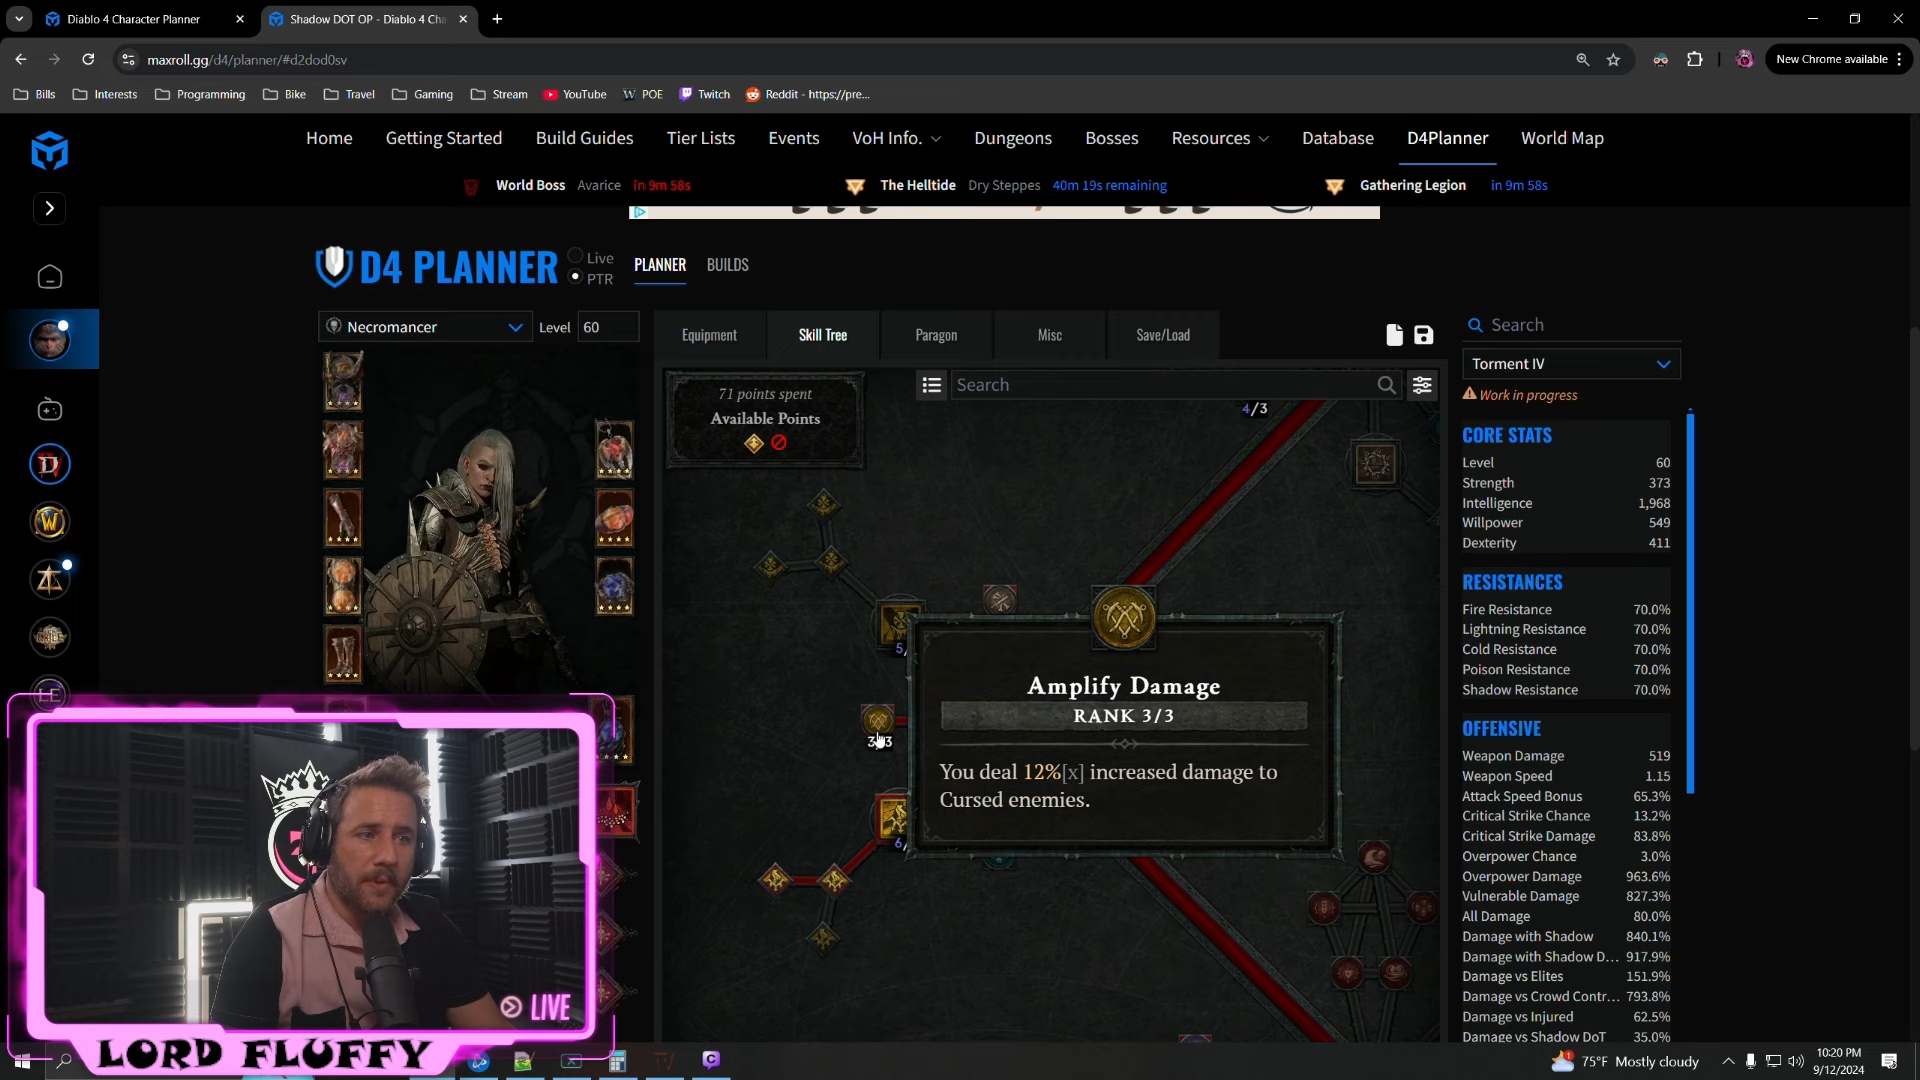 Diablo 4 Character Planner
Shadow DOT OP - Diablo 4 Cha
maxroll.gg/d4/planner/#d2dod0sv
New Chrome available
Bills
Interests
Programming
Bike
Travel
Gaming
Stream
YouTube
W POE
Twitch
Reddit - https://pre...
Home
Getting Started
Build Guides
Tier Lists
Events
VoH Info.
Dungeons
Bosses
Resources
Database
D4Planner
World Map
World Boss Avarice in 9m 58s
The Helltide Dry Steppes 40m 19s remaining
Gathering Legion in 9m 58s
D4 PLANNER
Live
PTR
PLANNER
BUILDS
Necromancer
Level 60
Equipment
Skill Tree
Paragon
Misc
Save/Load
Search
Torment IV
Work in progress
71 points spent
Available Points
Search
4/3
5/
3/3
6/
Amplify Damage
RANK 3/3
You deal 12%[x] increased damage to
Cursed enemies.
CORE STATS
Level 60
Strength 373
Intelligence 1,968
Willpower 549
Dexterity 411
RESISTANCES
Fire Resistance 70.0%
Lightning Resistance 70.0%
Cold Resistance 70.0%
Poison Resistance 70.0%
Shadow Resistance 70.0%
OFFENSIVE
Weapon Damage 519
Weapon Speed 1.15
Attack Speed Bonus 65.3%
Critical Strike Chance 13.2%
Critical Strike Damage 83.8%
Overpower Chance 3.0%
Overpower Damage 963.6%
Vulnerable Damage 827.3%
All Damage 80.0%
Damage with Shadow 840.1%
Damage with Shadow D... 917.9%
Damage vs Elites 151.9%
Damage vs Crowd Contr... 793.8%
Damage vs Injured 62.5%
Damage vs Shadow DoT 35.0%
LE
LIVE
LORD FLUFFY
75°F Mostly cloudy
10:20 PM
9/12/2024